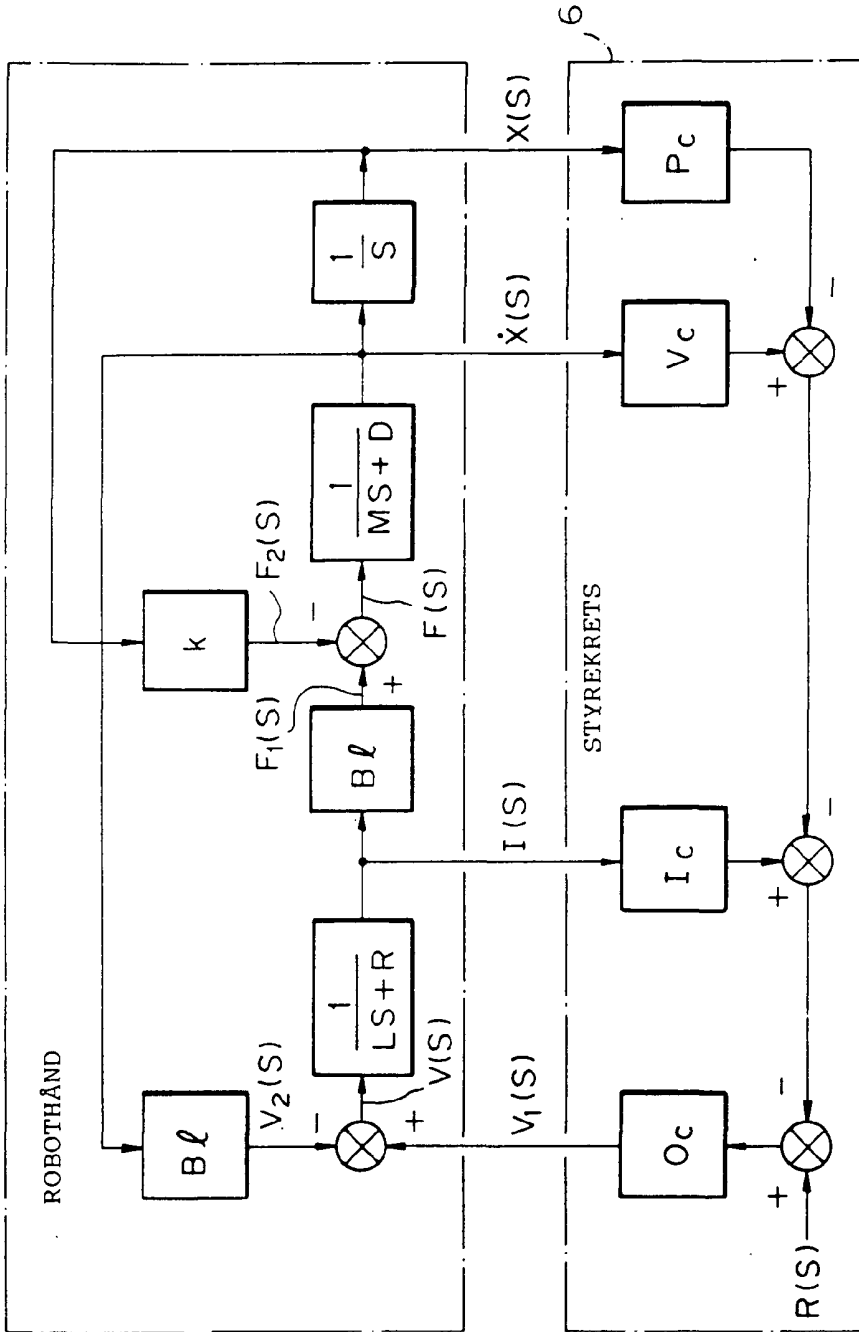 6
ROBOTHÅND
Bℓ
V₂(S)
−
+
V(S)
1
LS+R
V₁(S)
I(S)
Bℓ
F₁(S)
+
−
k
F₂(S)
F(S)
1
MS+D
1
S
Ẋ(S)
X(S)
STYREKRETS
R(S)
+
−
Oc
Ic
+
−
Vc
+
−
Pc